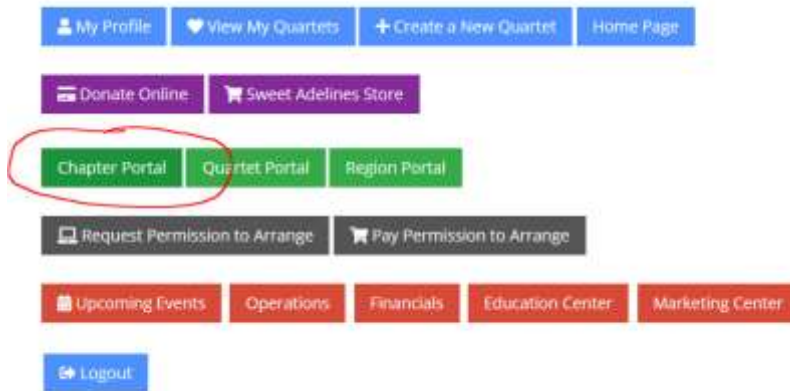 My Profile View My Quartets Create a New Quartet Home Page
Donate Online Sweet Adelines Store
Chapter Portal Quartet Portal Region Portal
Request Permission to Arrange Pay Permission to Arrange
Upcoming Events Operations Financials Education Center Marketing Center
Logout